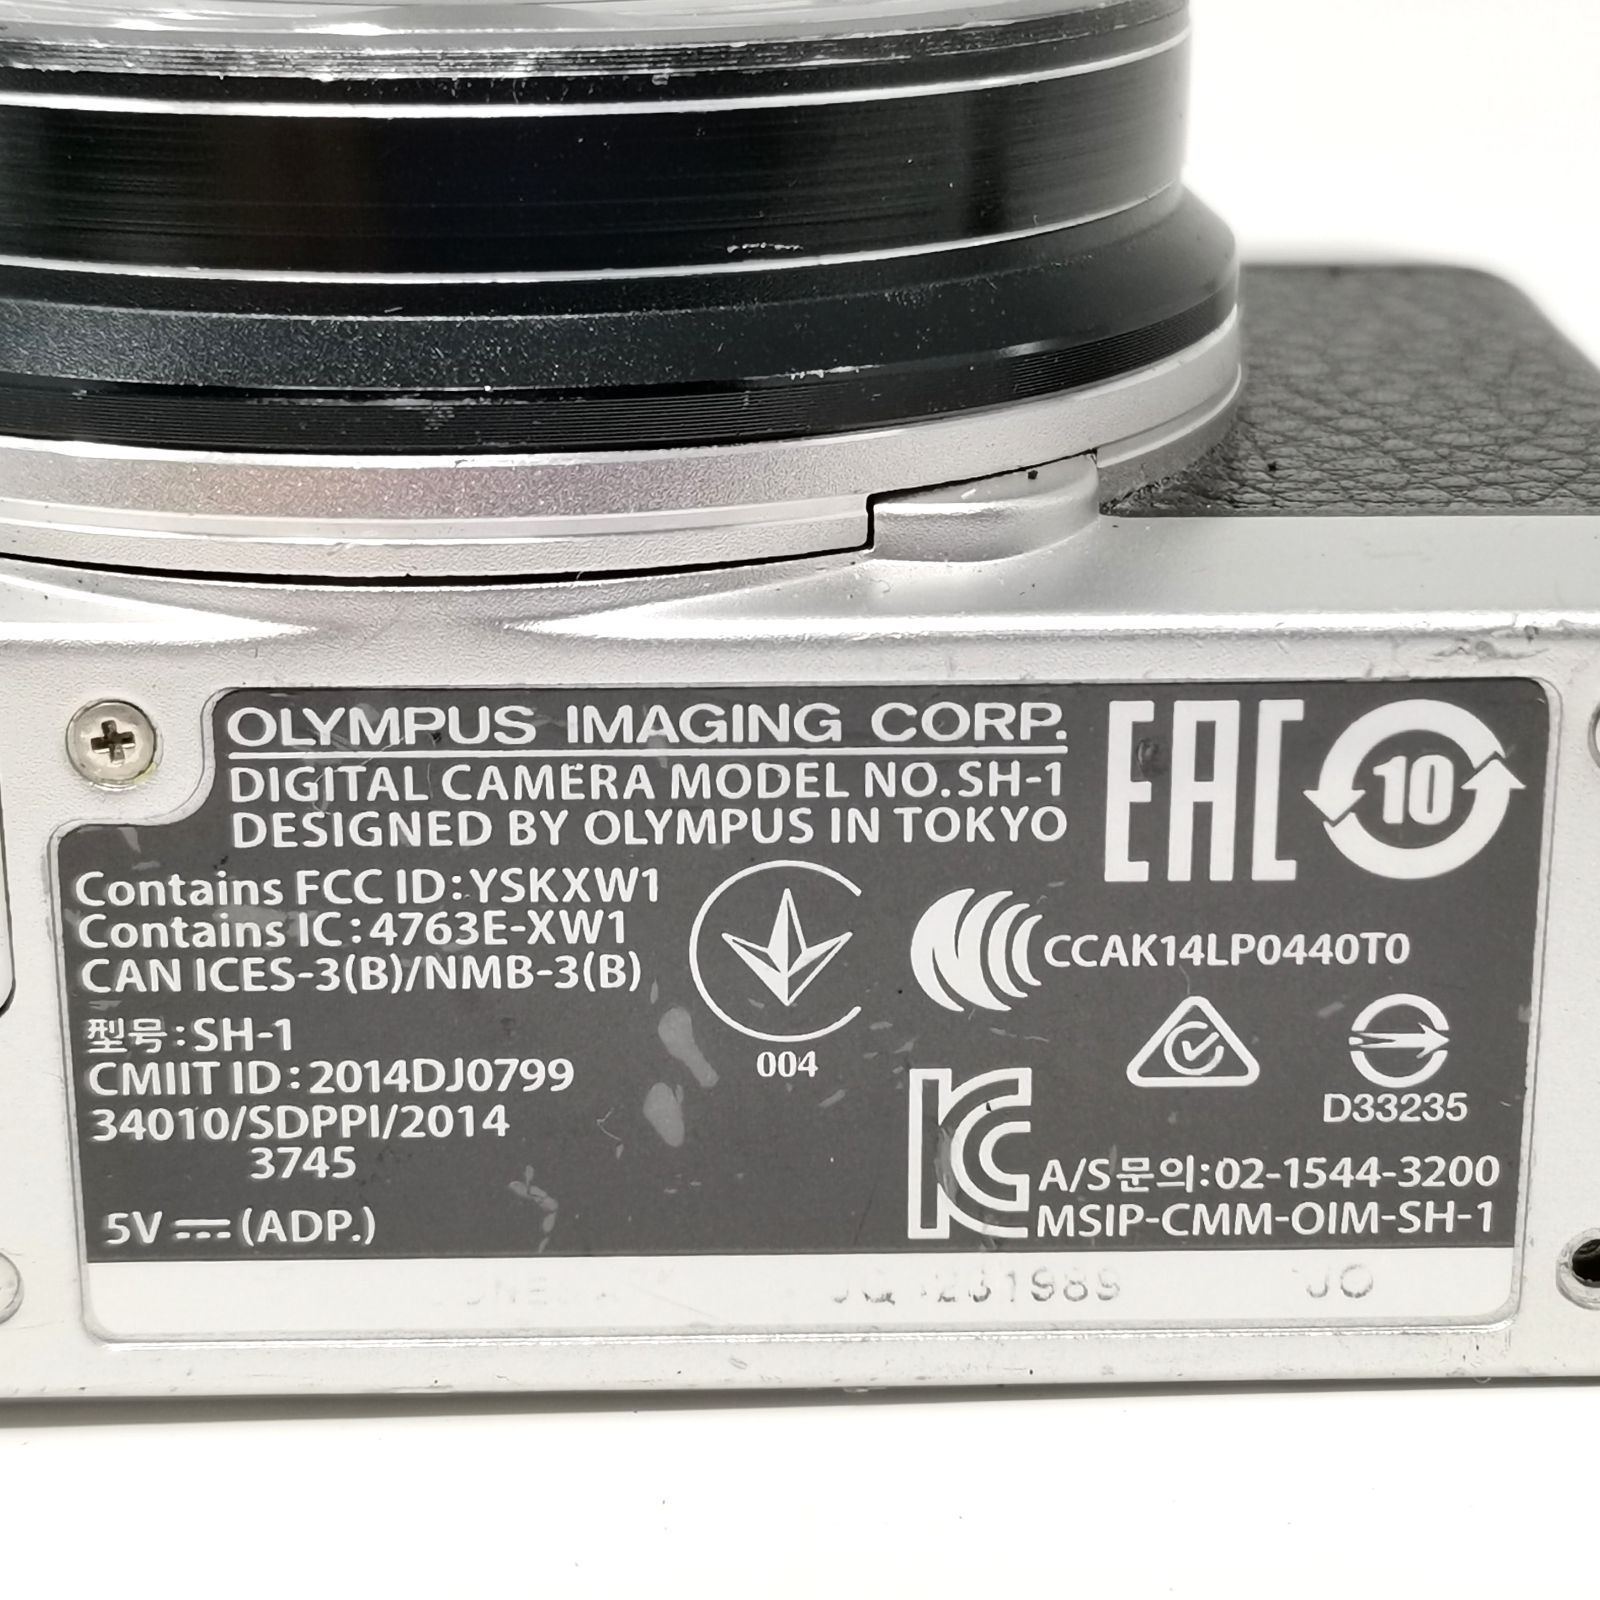 OLYMPUS IMAGING CORP.
DIGITAL CAMERA MODEL NO.SH-1
DESIGNED BY OLYMPUS IN TOKYO
EAC
10
Contains FCC ID:YSKXW1
Contains IC:4763E-XW1
CAN ICES-3(B)/NMB-3(B)
004
CCAK14LP0440T0
型号:SH-1
CMIIT ID:2014DJ0799
34010/SDPPI/2014
3745
D33235
A/S문의:02-1544-3200
MSIP-CMM-OIM-SH-1
5V⎓(ADP.)